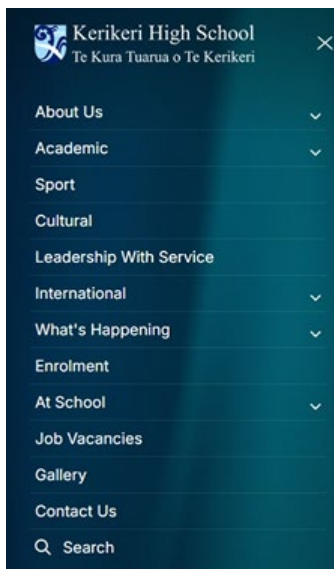 Kerikeri High School
Te Kura Tuarua o Te Kerikeri
About Us
Academic
Sport
Cultural
Leadership With Service
International
What's Happening
Enrolment
At School
Job Vacancies
Gallery
Contact Us
Search